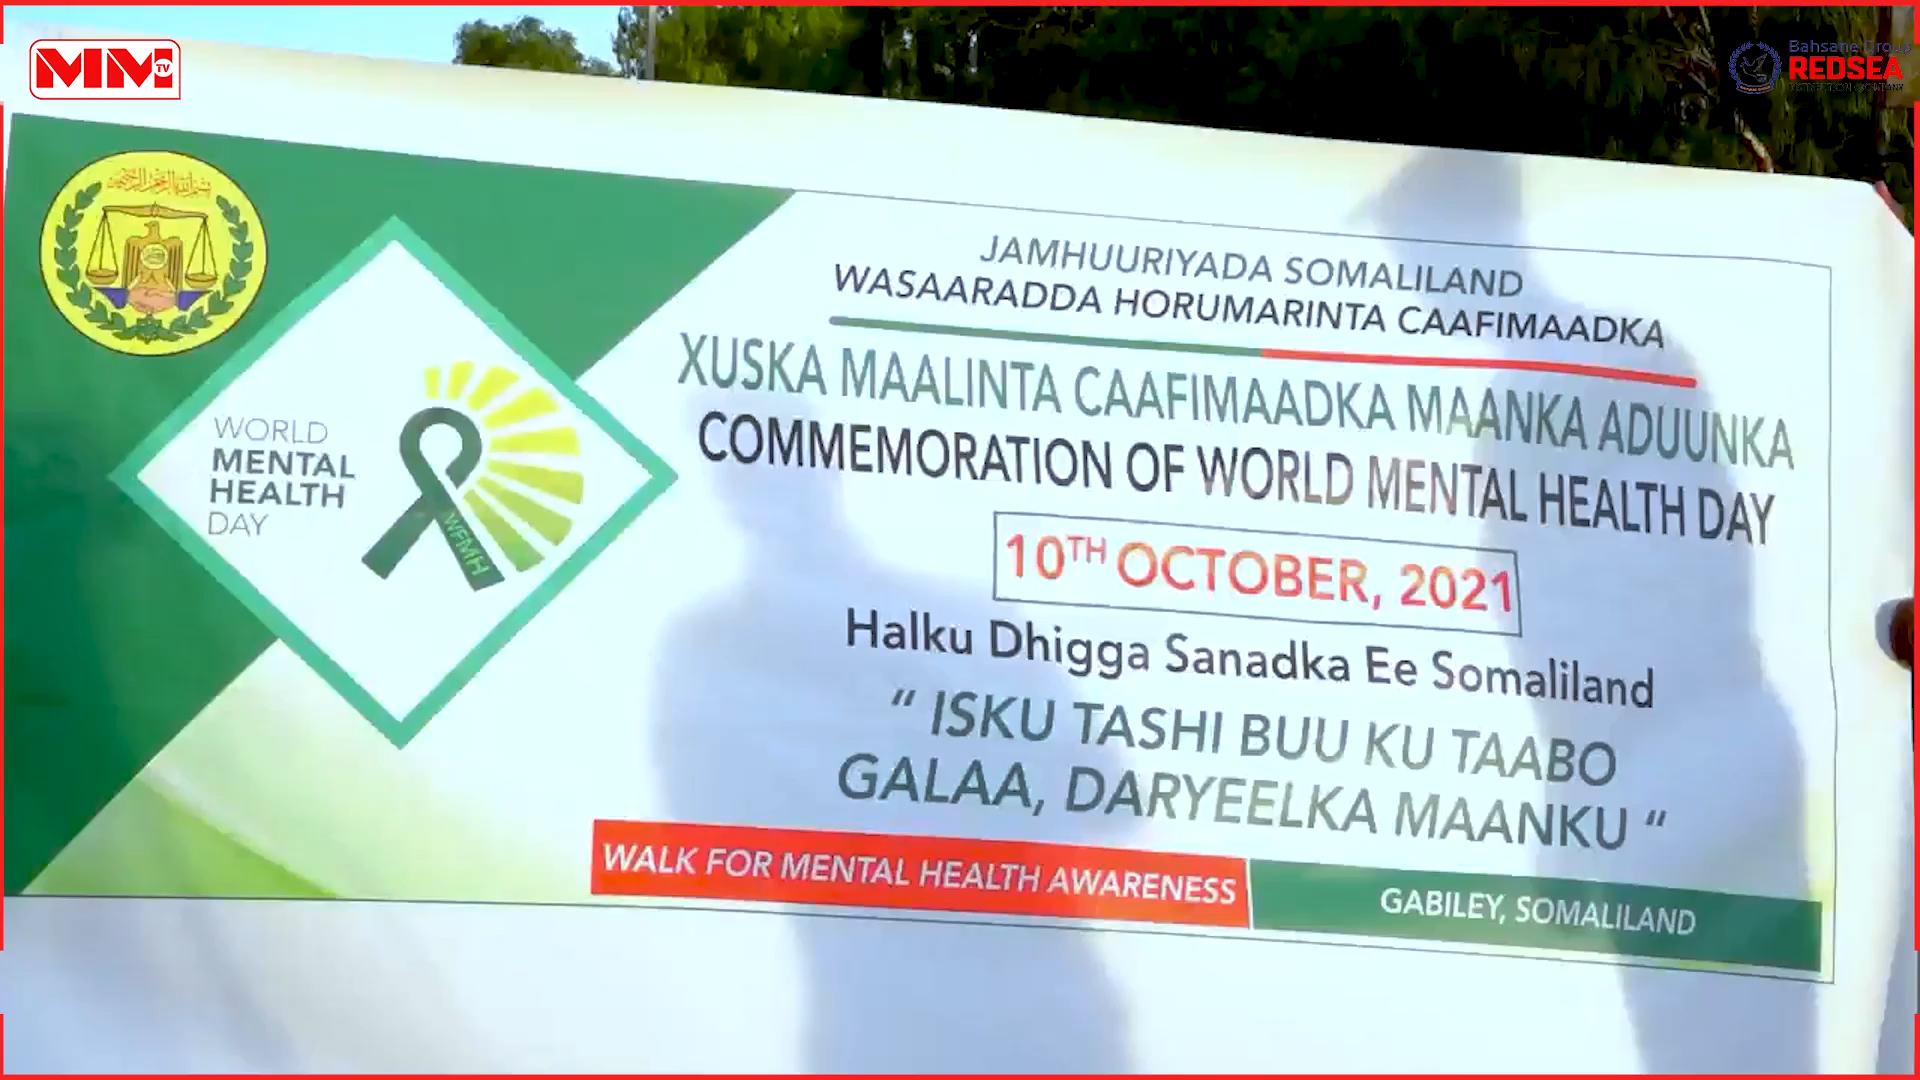 MM TV
Bahsane Group
REDSEA
JAMHUURIYADA SOMALILAND
WASAARADDA HORUMARINTA CAAFIMAADKA
XUSKA MAALINTA CAAFIMAADKA MAANKA ADUUNKA
COMMEMORATION OF WORLD MENTAL HEALTH DAY
10TH OCTOBER, 2021
Halku Dhigga Sanadka Ee Somaliland
“ ISKU TASHI BUU KU TAABO
GALAA, DARYEELKA MAANKU “
WALK FOR MENTAL HEALTH AWARENESS
GABILEY, SOMALILAND
WORLD
MENTAL
HEALTH
DAY
WFMH